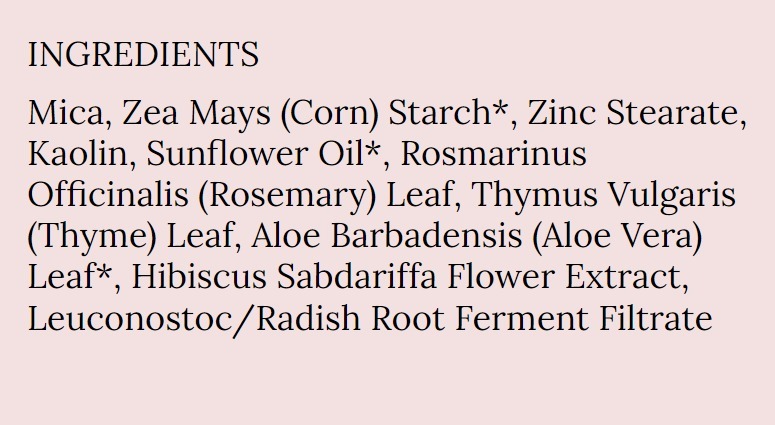 INGREDIENTS
Mica, Zea Mays (Corn) Starch*, Zinc Stearate,
Kaolin, Sunflower Oil*, Rosmarinus
Officinalis (Rosemary) Leaf, Thymus Vulgaris
(Thyme) Leaf, Aloe Barbadensis (Aloe Vera)
Leaf*, Hibiscus Sabdariffa Flower Extract,
Leuconostoc/Radish Root Ferment Filtrate